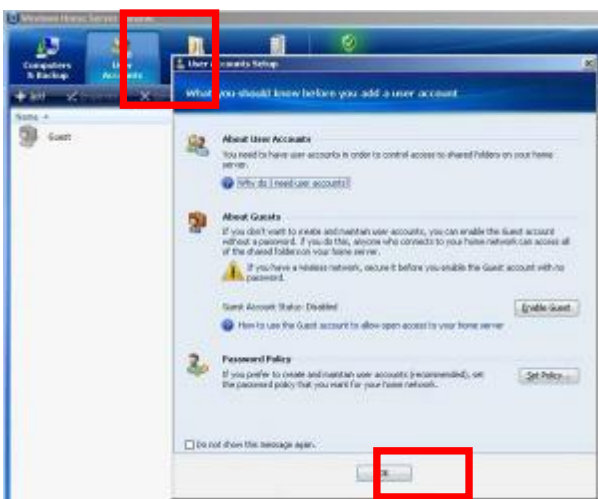 Windows Home Server Console
Computers
& Backup
User
Accounts
Add
Name
Guest
User Accounts Setup
What you should know before you add a user account
About User Accounts
You need to have user accounts in order to control access to shared folders on your home
server.
Why do I need user accounts?
About Guests
If you don't want to create and maintain user accounts, you can enable the Guest account
without a password. If you do this, anyone who connects to your home network can access all
of the shared folders on your home server.
If you have a wireless network, secure it before you enable the Guest account with no
password.
Guest Account Status: Disabled
Enable Guest
How to use the Guest account to allow open access to your home server
Password Policy
If you prefer to create and maintain user accounts (recommended), set
the password policy that you want for your home network.
Set Policy...
Do not show this message again.
OK